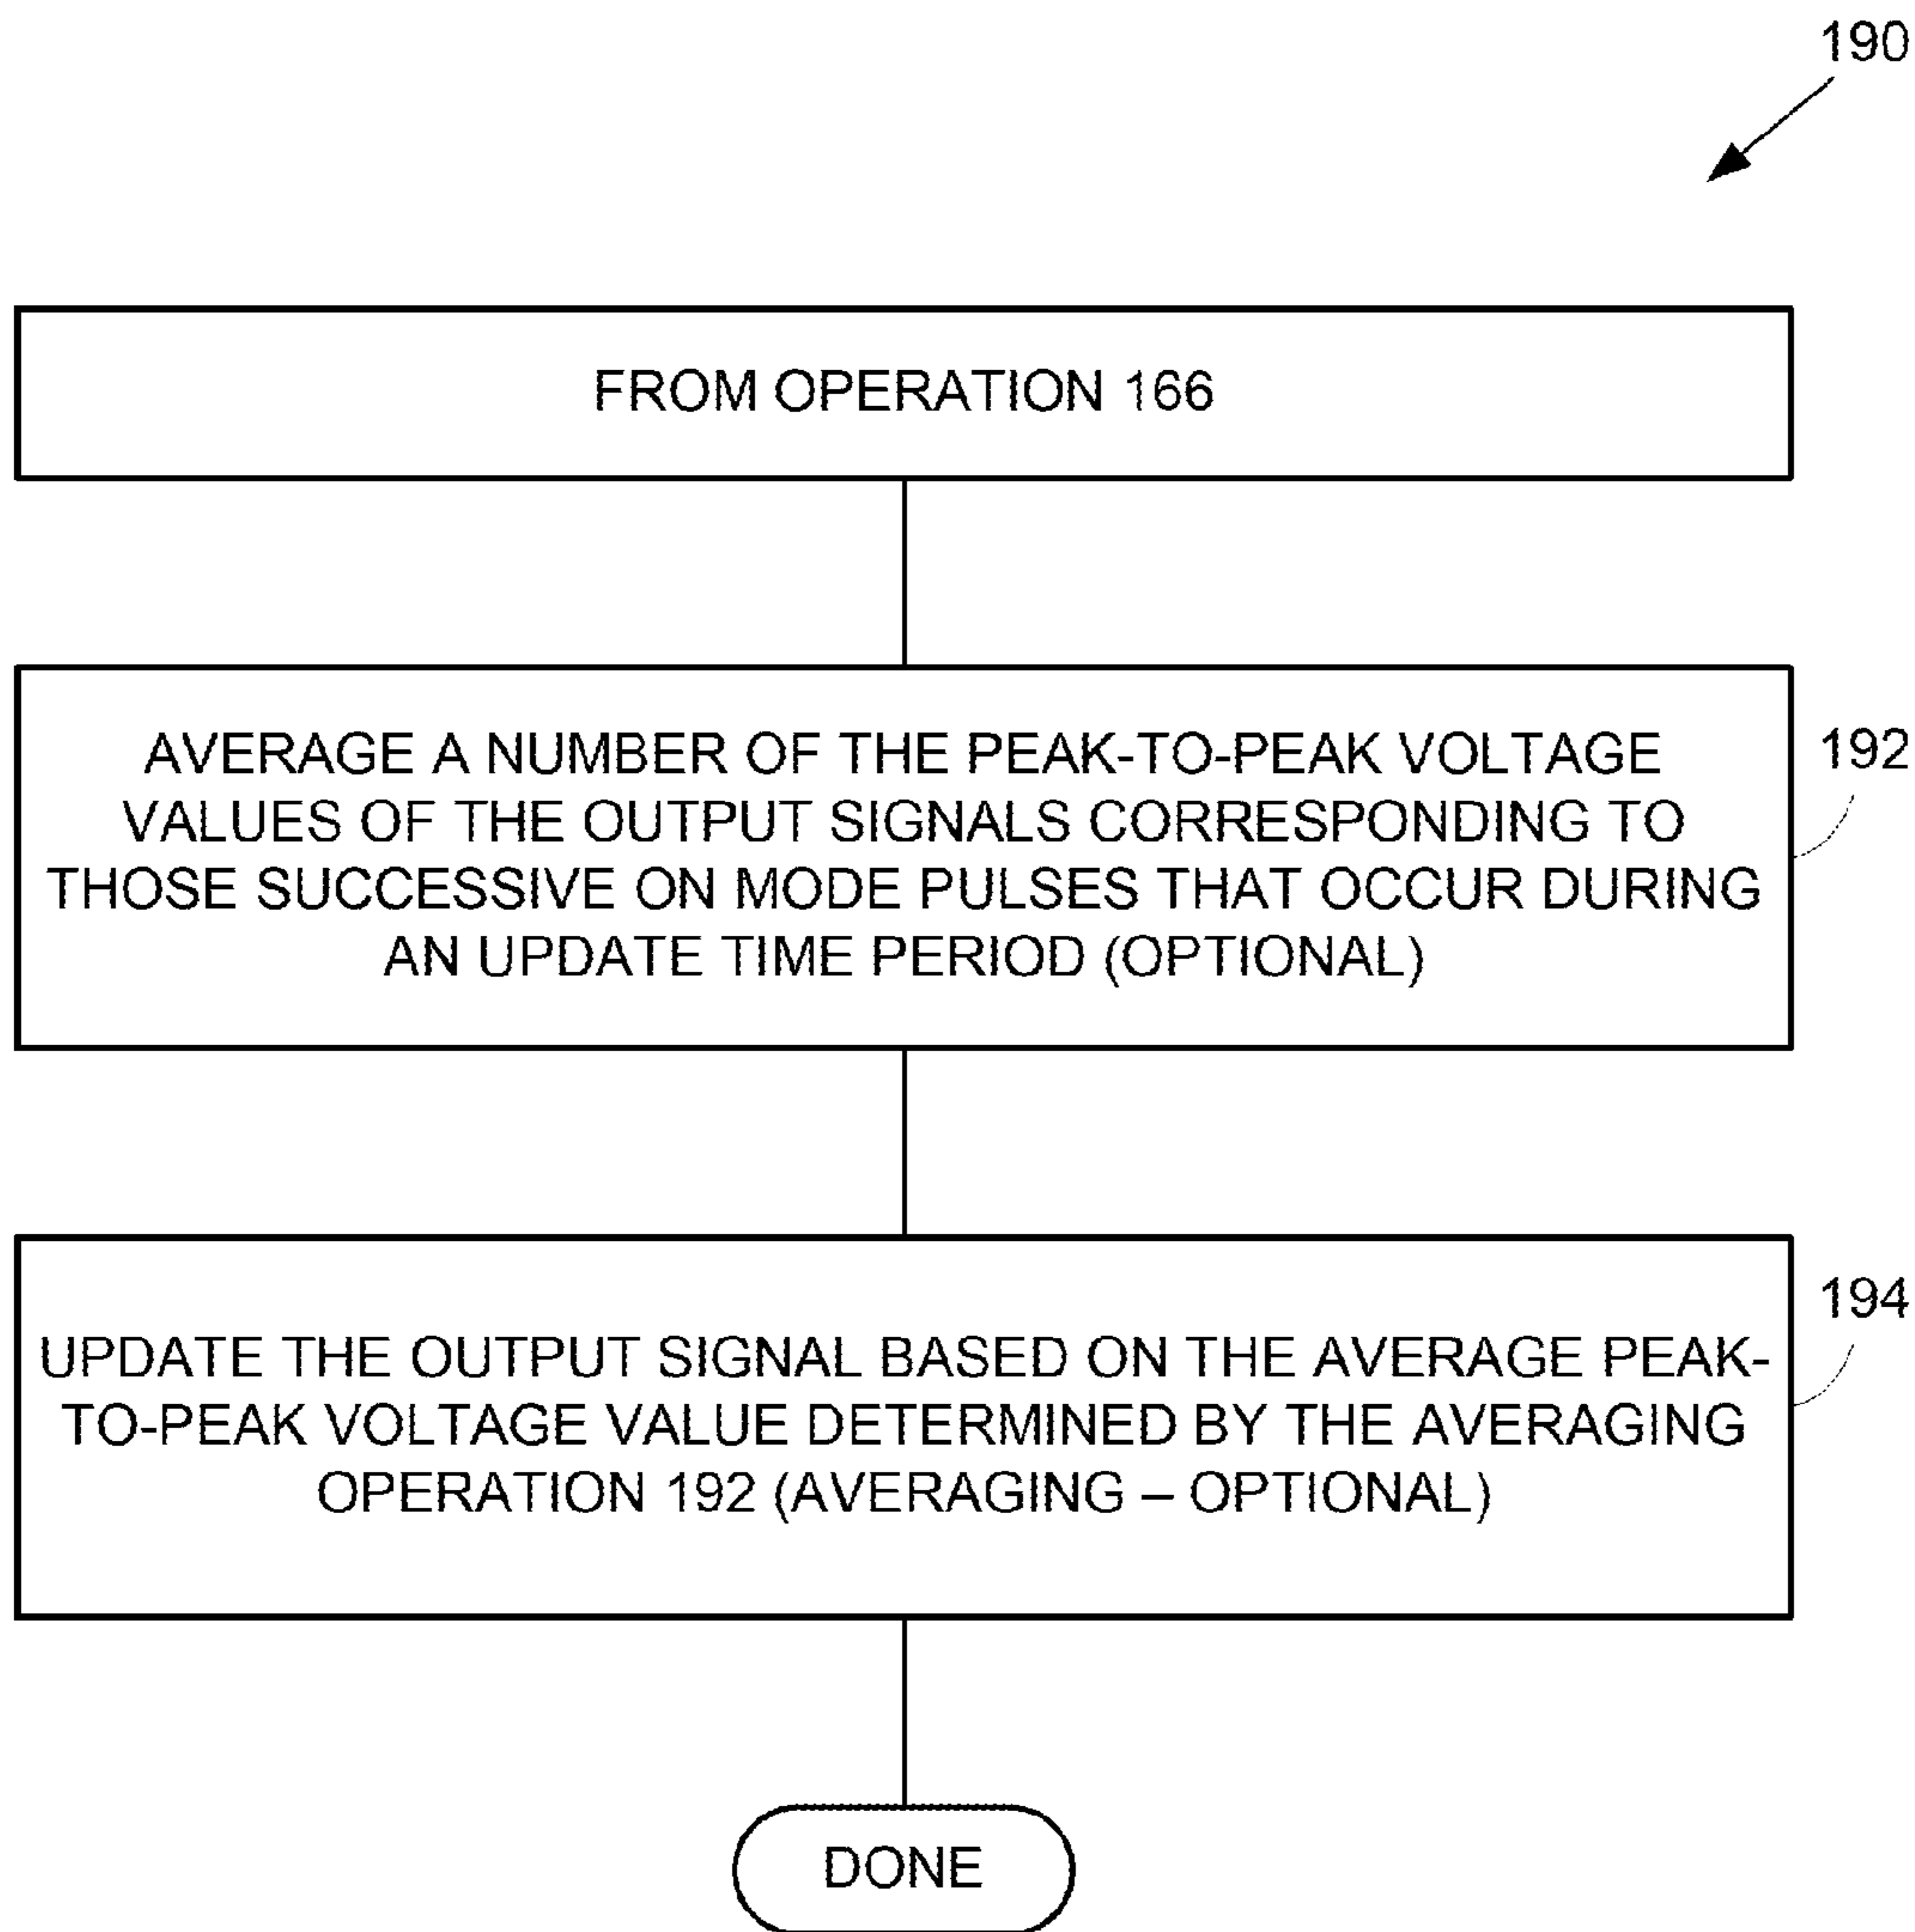 190
FROM OPERATION 166
AVERAGE A NUMBER OF THE PEAK-TO-PEAK VOLTAGE
VALUES OF THE OUTPUT SIGNALS CORRESPONDING TO
THOSE SUCCESSIVE ON MODE PULSES THAT OCCUR DURING
AN UPDATE TIME PERIOD (OPTIONAL)
192
UPDATE THE OUTPUT SIGNAL BASED ON THE AVERAGE PEAK-
TO-PEAK VOLTAGE VALUE DETERMINED BY THE AVERAGING
OPERATION 192 (AVERAGING – OPTIONAL)
194
DONE